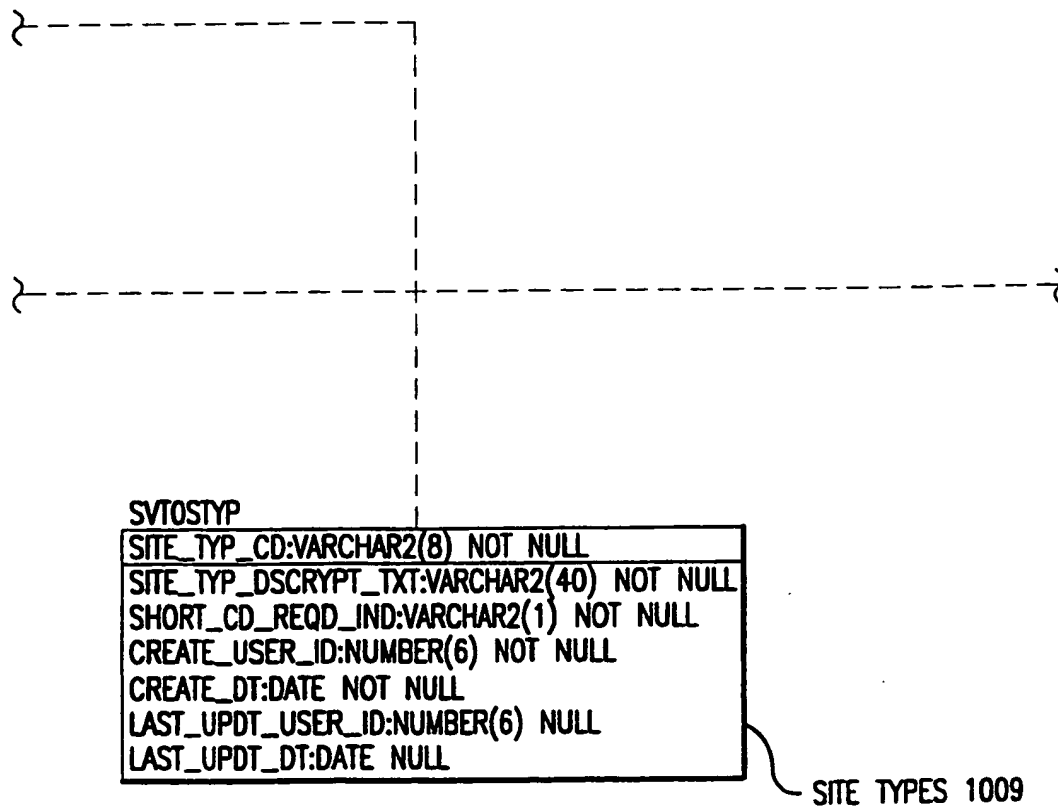 SVT0STYP
SITE_TYP_CD:VARCHAR2(8) NOT NULL
SITE_TYP_DSCRYPT_TXT:VARCHAR2(40) NOT NULL
SHORT_CD_REQD_IND:VARCHAR2(1) NOT NULL
CREATE_USER_ID:NUMBER(6) NOT NULL
CREATE_DT:DATE NOT NULL
LAST_UPDT_USER_ID:NUMBER(6) NULL
LAST_UPDT_DT:DATE NULL
SITE TYPES 1009